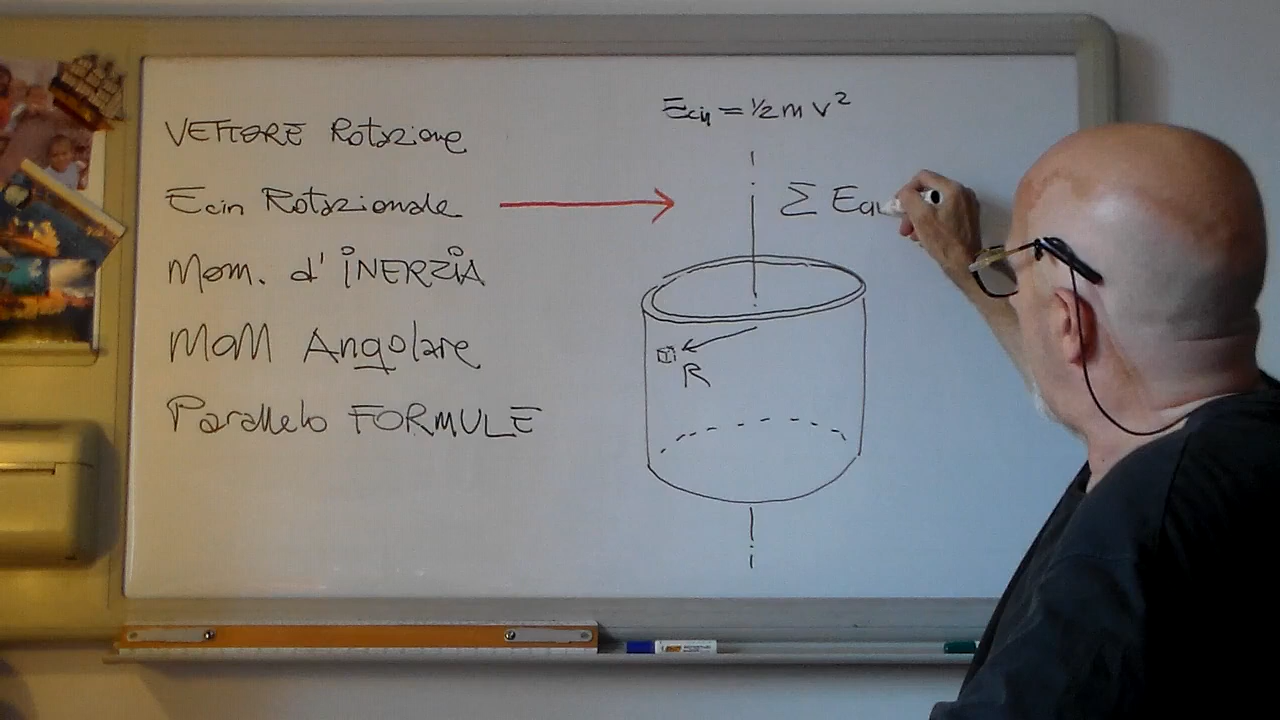 VETTORE Rotazione
Ecin Rotazionale
Mom. d' INERZIA
MOM Angolare
Parallelo FORMULE
Ecin = ½ m v²
Σ Ecin
R